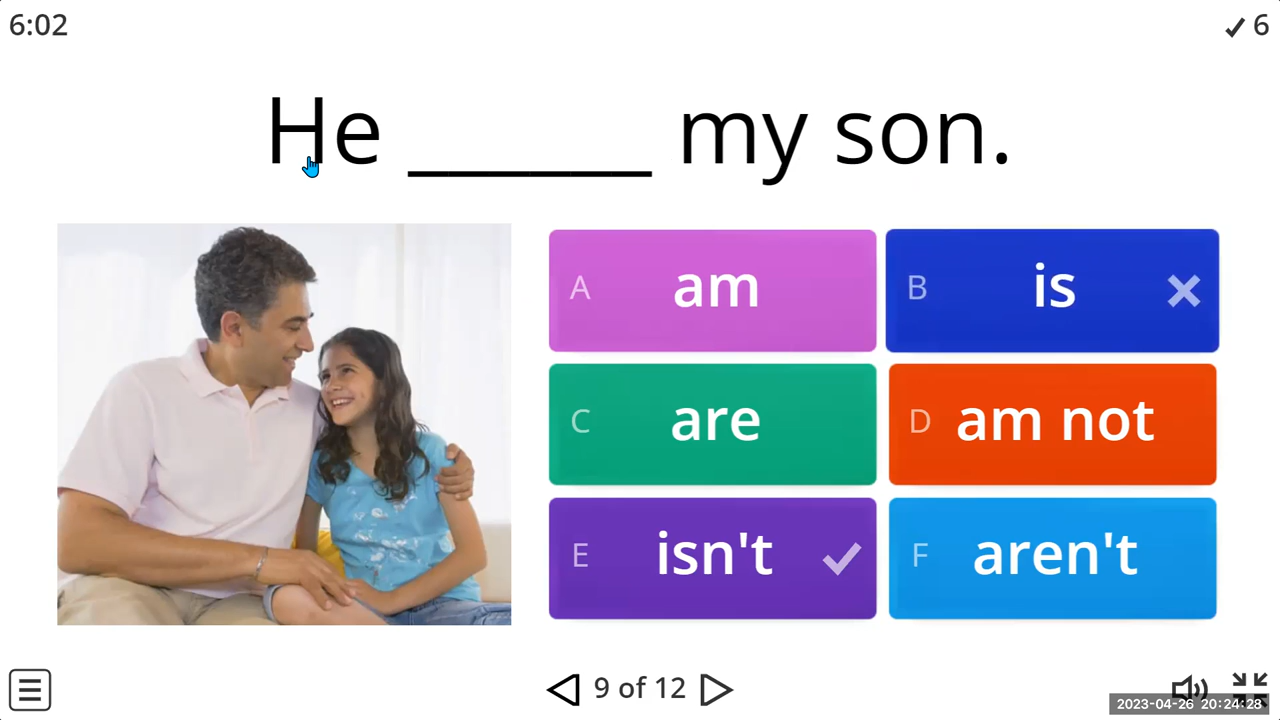 6:02
✓ 6
He ______ my son.
A am
B is ✕
C are
D am not
E isn't ✓
F aren't
9 of 12
2023-04-26 20:24:28